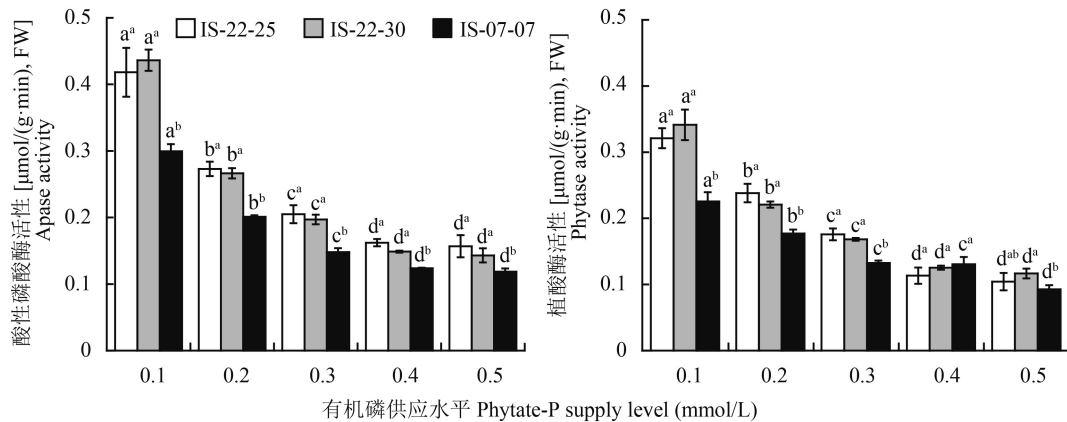 酸性磷酸酶活性 [μmol/(g·min), FW]
Apase activity
0.5
0.4
0.3
0.2
0.1
0
IS-22-25 IS-22-30 IS-07-07
aᵃ aᵃ aᵇ
bᵃ bᵃ bᵇ
cᵃ cᵃ cᵇ
dᵃ dᵃ dᵇ
dᵃ dᵃ dᵇ
0.1 0.2 0.3 0.4 0.5
植酸酶活性 [μmol/(g·min), FW]
Phytase activity
0.5
0.4
0.3
0.2
0.1
0
aᵃ aᵃ aᵇ
bᵃ bᵃ bᵇ
cᵃ cᵃ cᵇ
dᵃ dᵃ cᵃ
dᵃᵇ dᵃ dᵇ
0.1 0.2 0.3 0.4 0.5
有机磷供应水平 Phytate-P supply level (mmol/L)